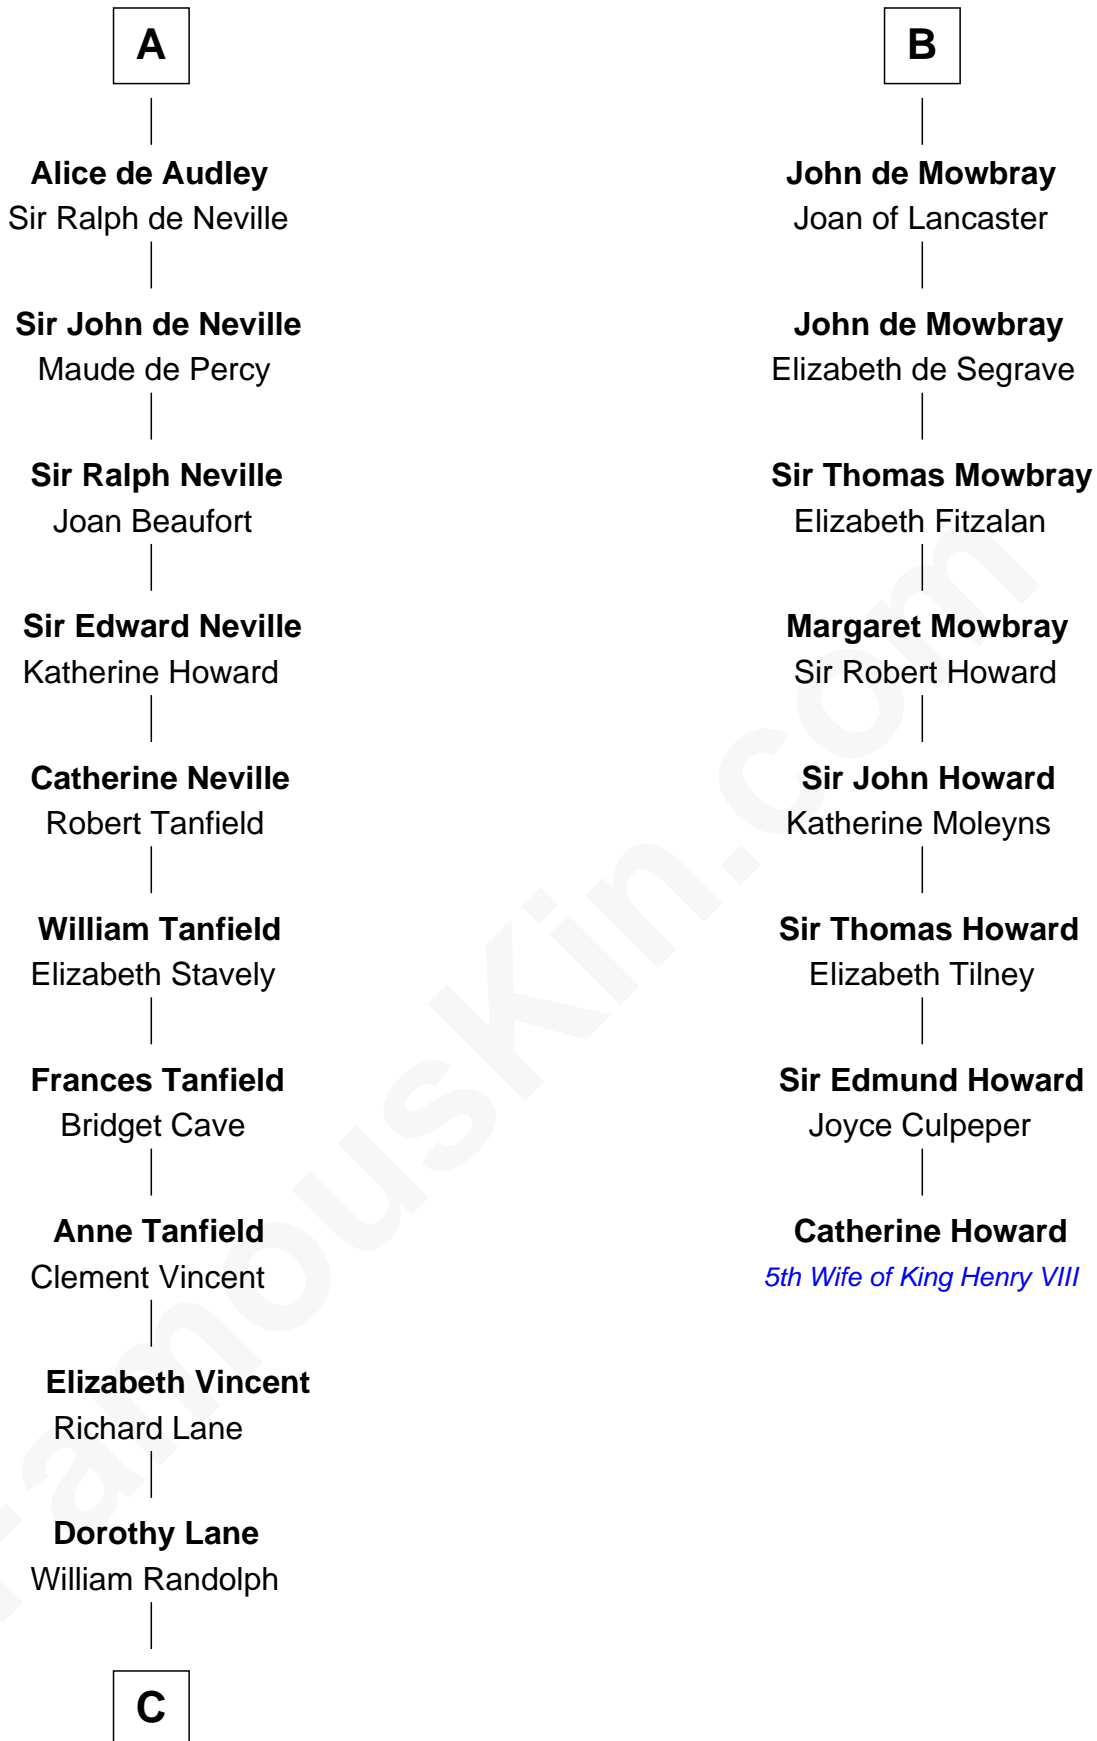 A
Alice de Audley
Sir Ralph de Neville
Sir John de Neville
Maude de Percy
Sir Ralph Neville
Joan Beaufort
Sir Edward Neville
Katherine Howard
Catherine Neville
Robert Tanfield
William Tanfield
Elizabeth Stavely
Frances Tanfield
Bridget Cave
Anne Tanfield
Clement Vincent
Elizabeth Vincent
Richard Lane
Dorothy Lane
William Randolph
C
B
John de Mowbray
Joan of Lancaster
John de Mowbray
Elizabeth de Segrave
Sir Thomas Mowbray
Elizabeth Fitzalan
Margaret Mowbray
Sir Robert Howard
Sir John Howard
Katherine Moleyns
Sir Thomas Howard
Elizabeth Tilney
Sir Edmund Howard
Joyce Culpeper
Catherine Howard
5th Wife of King Henry VIII
FamousKin.com